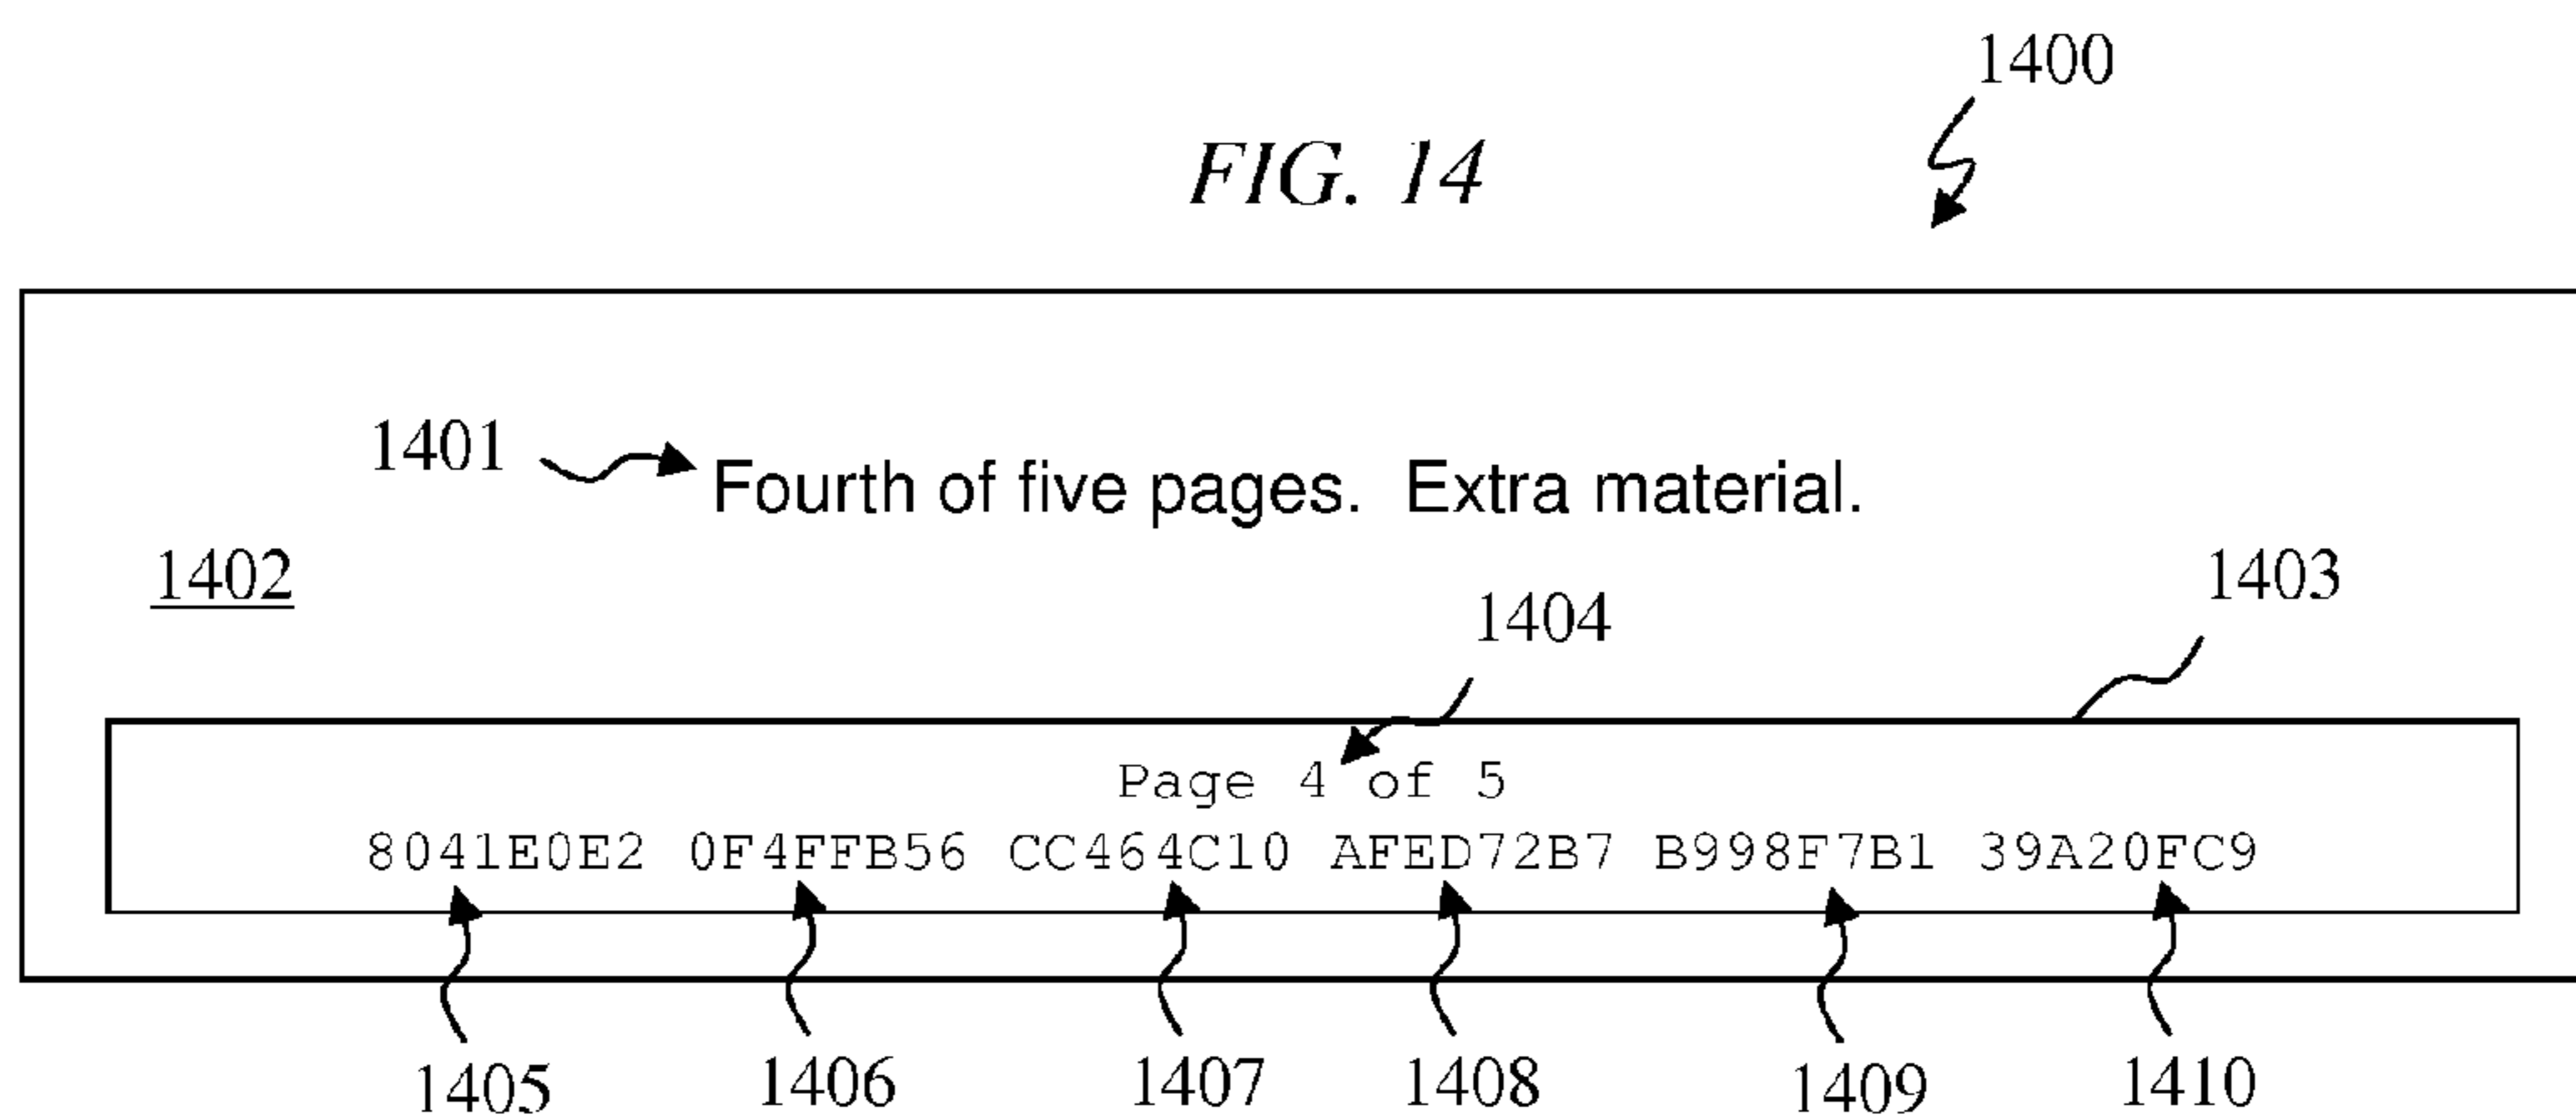 1400
FIG. 14
1401 Fourth of five pages. Extra material.
1402
1403
1404
Page 4 of 5
8041E0E2 0F4FFB56 CC464C10 AFED72B7 B998F7B1 39A20FC9
1405 1406 1407 1408 1409 1410